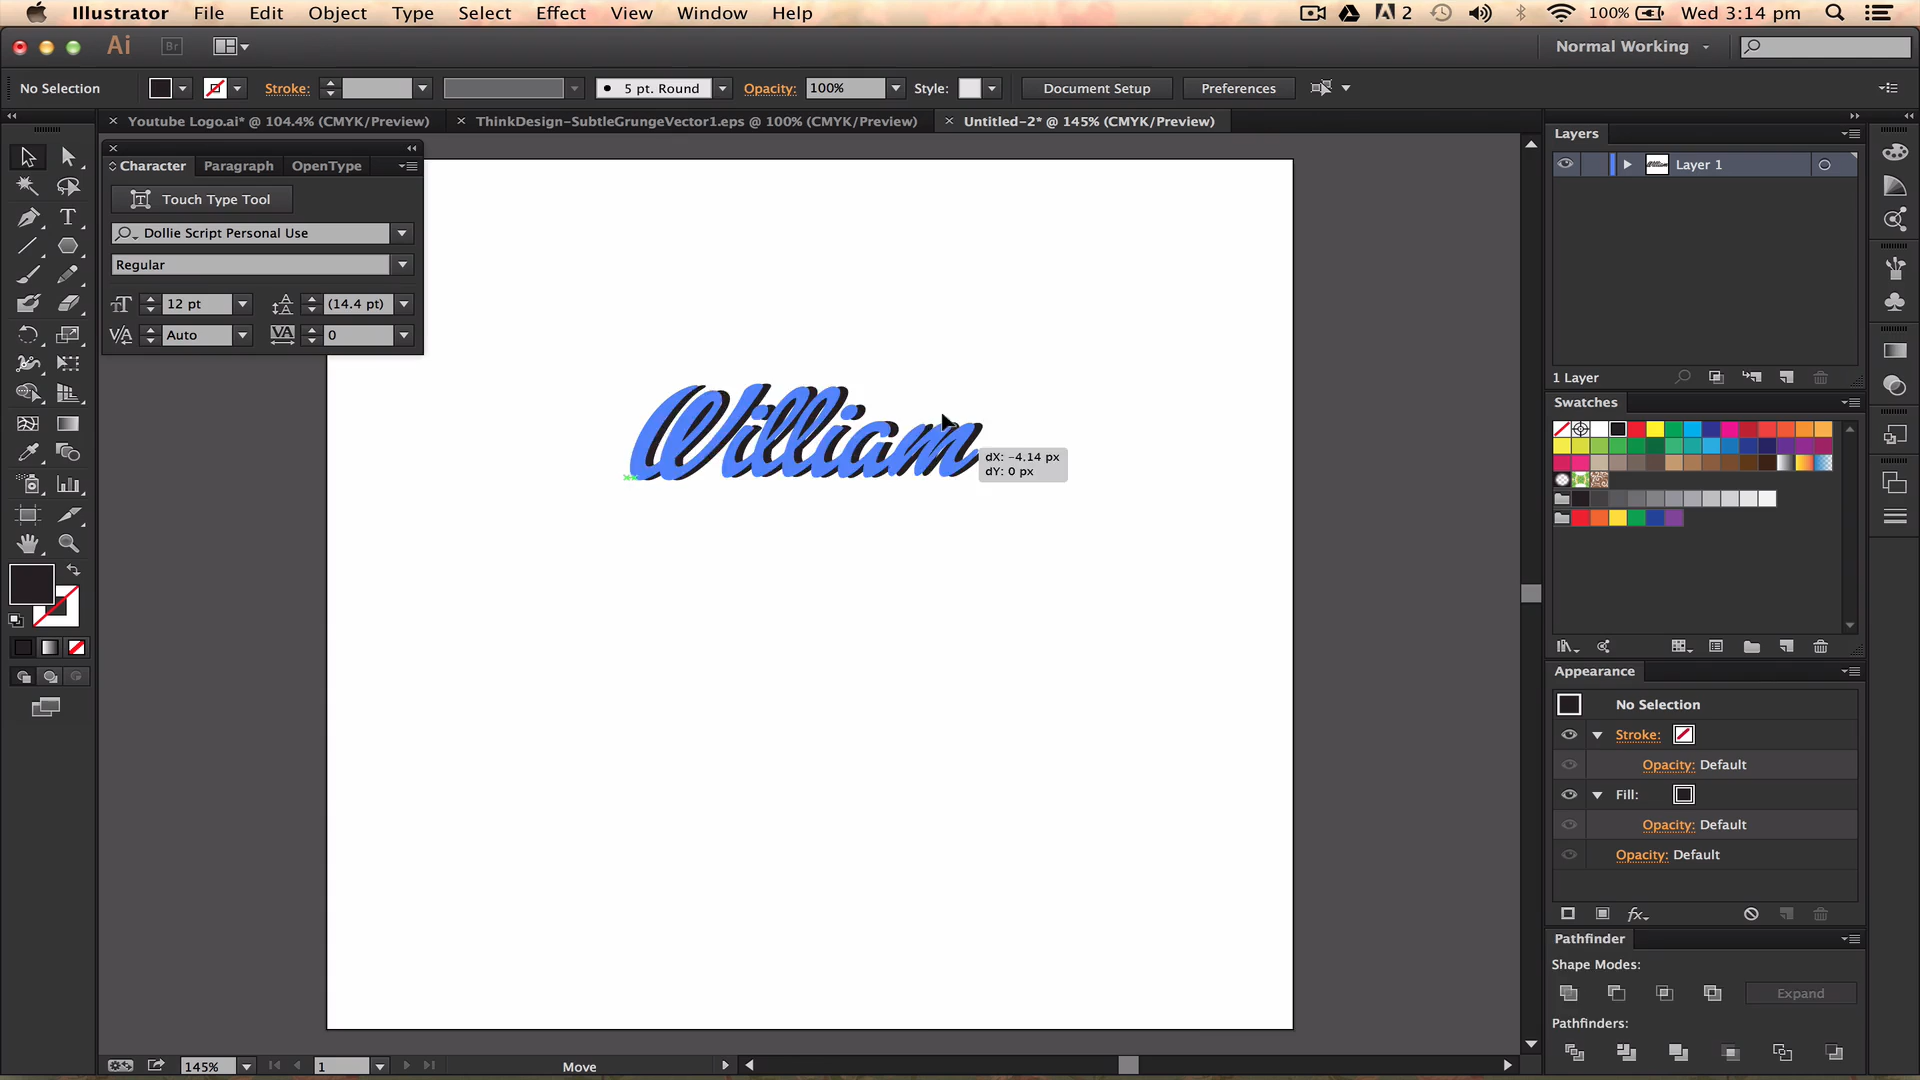 Illustrator File Edit Object Type Select Effect View Window Help 2 100% Wed 3:14 pm
Ai Br Normal Working
No Selection Stroke: 5 pt. Round Opacity: 100% Style: Document Setup Preferences
Youtube Logo.ai* @ 104.4% (CMYK/Preview) ThinkDesign-SubtleGrungeVector1.eps @ 100% (CMYK/Preview) Untitled-2* @ 145% (CMYK/Preview)
Character Paragraph OpenType
Touch Type Tool
Dollie Script Personal Use
Regular
12 pt (14.4 pt)
Auto 0
William
dX: -4.14 px
dY: 0 px
Layers
Layer 1
1 Layer
Swatches
Appearance
No Selection
Stroke:
Opacity: Default
Fill:
Opacity: Default
Opacity: Default
fx
Pathfinder
Shape Modes:
Expand
Pathfinders:
145% 1 Move